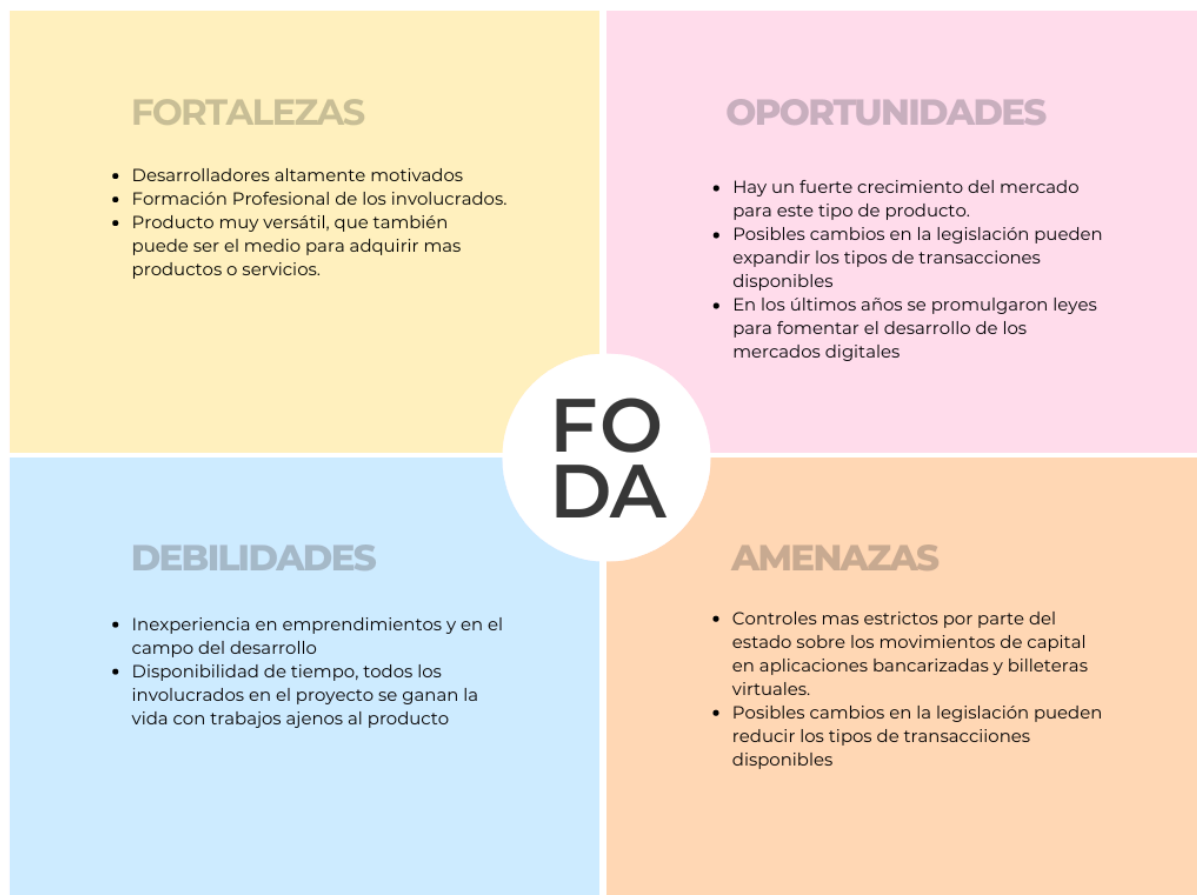 FORTALEZAS
• Desarrolladores altamente motivados
• Formación Profesional de los involucrados.
• Producto muy versátil, que también
puede ser el medio para adquirir mas
productos o servicios.
OPORTUNIDADES
• Hay un fuerte crecimiento del mercado
para este tipo de producto.
• Posibles cambios en la legislación pueden
expandir los tipos de transacciones
disponibles
• En los últimos años se promulgaron leyes
para fomentar el desarrollo de los
mercados digitales
FO
DA
DEBILIDADES
• Inexperiencia en emprendimientos y en el
campo del desarrollo
• Disponibilidad de tiempo, todos los
involucrados en el proyecto se ganan la
vida con trabajos ajenos al producto
AMENAZAS
• Controles mas estrictos por parte del
estado sobre los movimientos de capital
en aplicaciones bancarizadas y billeteras
virtuales.
• Posibles cambios en la legislación pueden
reducir los tipos de transacciiones
disponibles